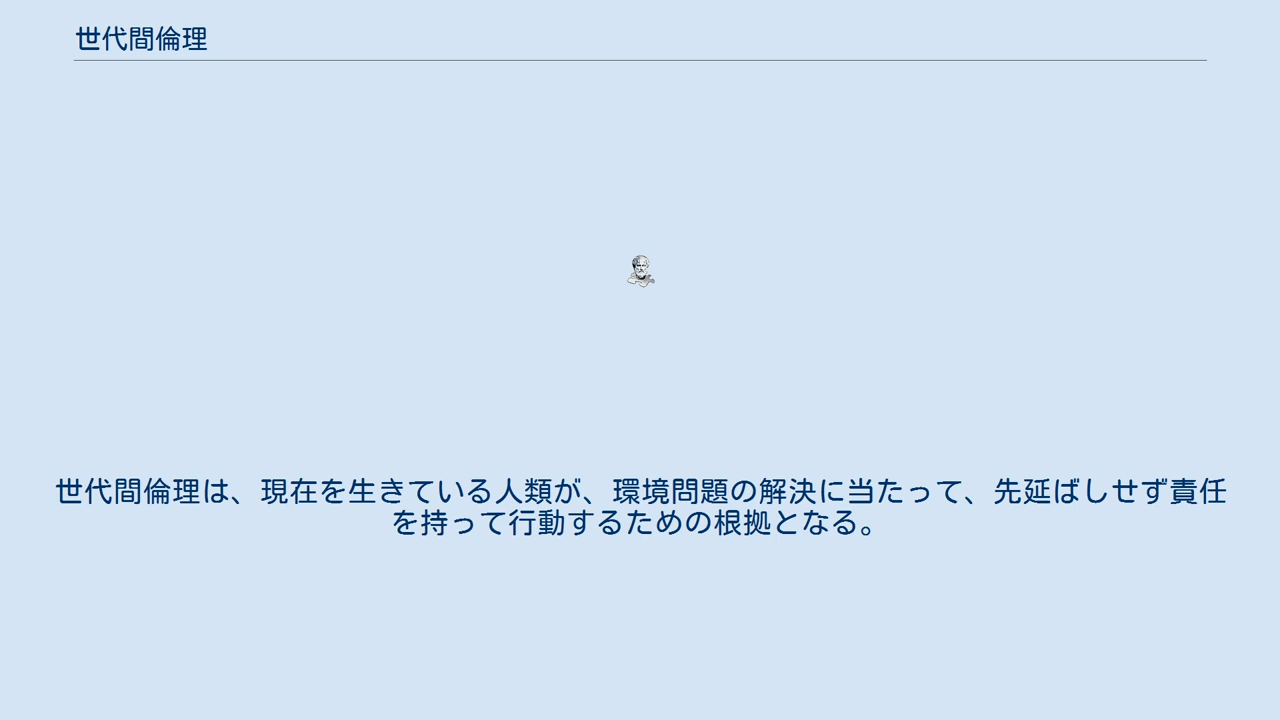 世代間倫理
世代間倫理は、現在を生きている人類が、環境問題の解決に当たって、先延ばしせず責任
を持って行動するための根拠となる。